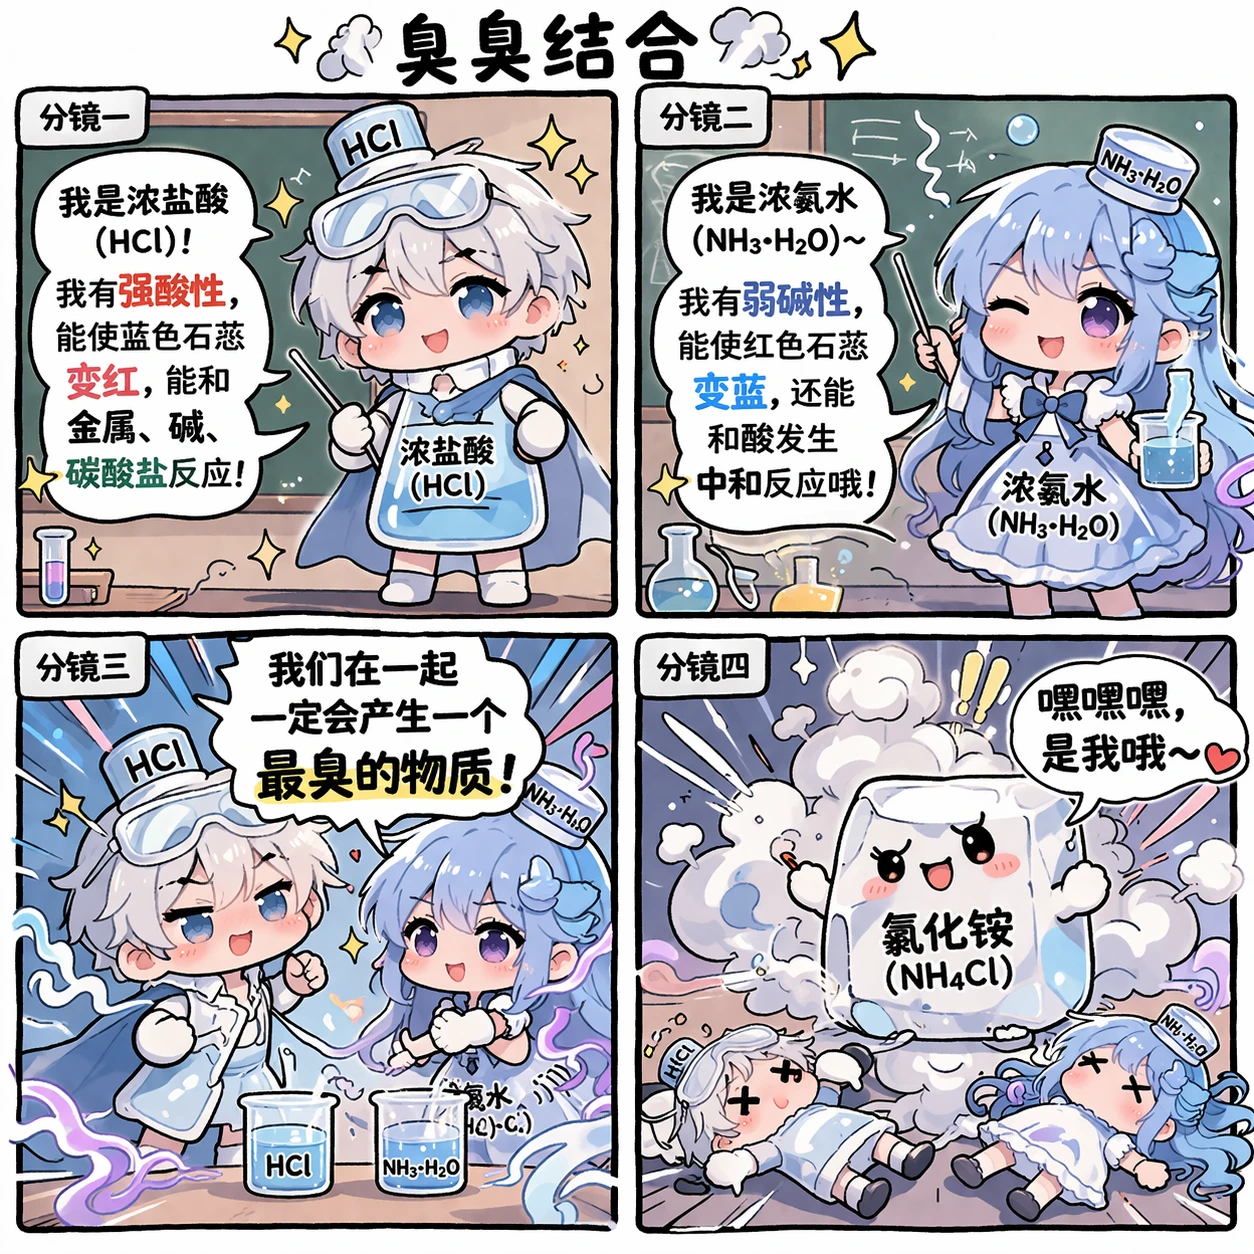 臭臭结合
分镜一
HCl
我是浓盐酸
(HCl)！
我有强酸性，
能使蓝色石蕊
变红，能和
金属、碱、
碳酸盐反应！
浓盐酸
(HCl)
分镜二
NH₃·H₂O
我是浓氨水
(NH₃·H₂O)～
我有弱碱性，
能使红色石蕊
变蓝，还能
和酸发生
中和反应哦！
浓氨水
(NH₃·H₂O)
分镜三
我们在一起
一定会产生一个
最臭的物质！
HCl
NH₃·H₂O
氨水
HCl
NH₃·H₂O
分镜四
嘿嘿嘿，
是我哦～
氯化铵
(NH₄Cl)
HCl
NH₃·H₂O